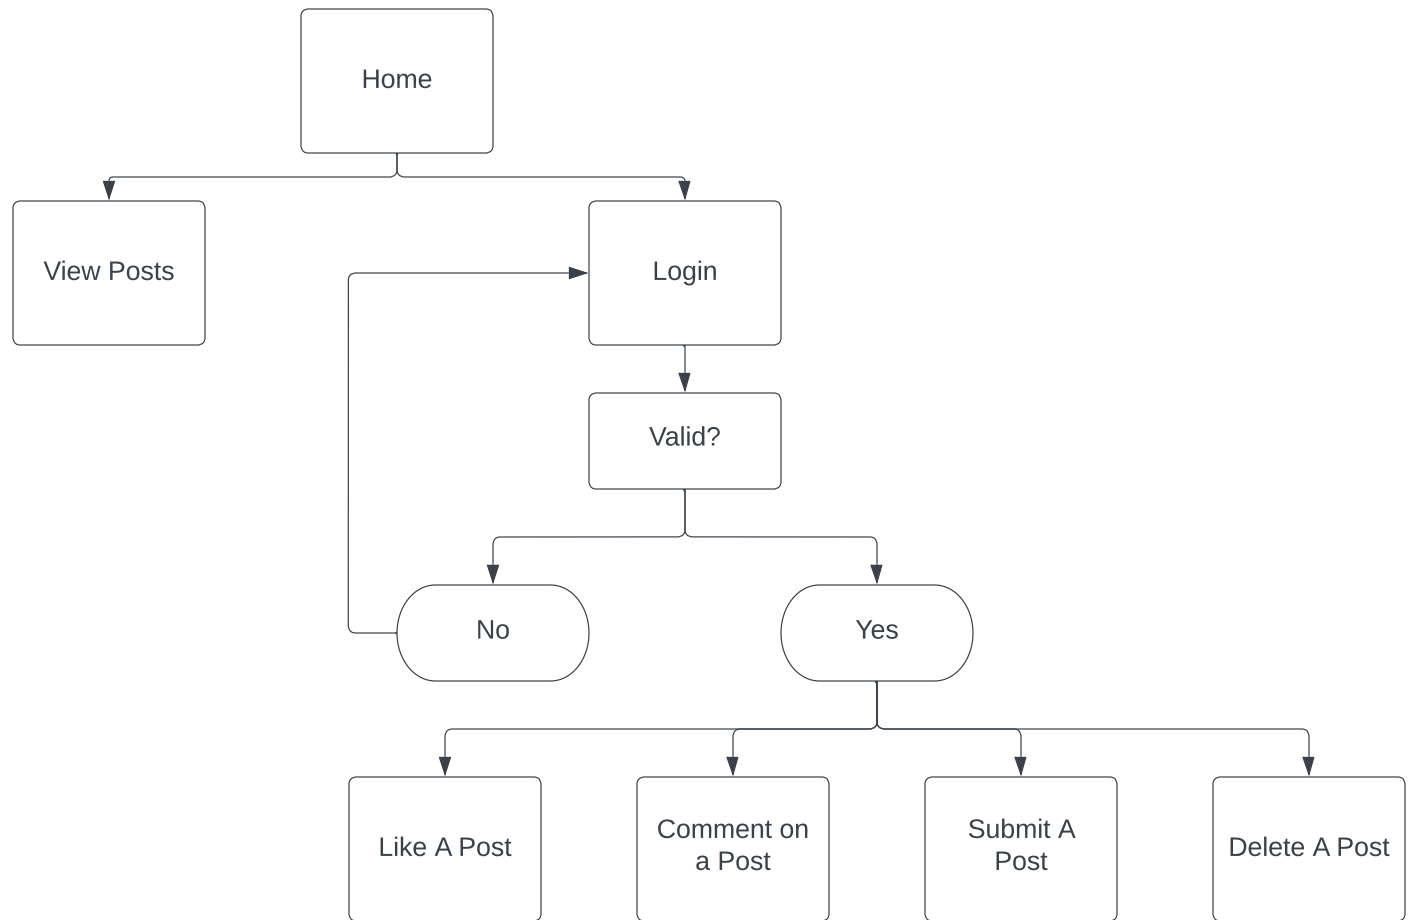 Home
View Posts
Login
Valid?
No
Yes
Like A Post
Comment on
a Post
Submit A
Post
Delete A Post